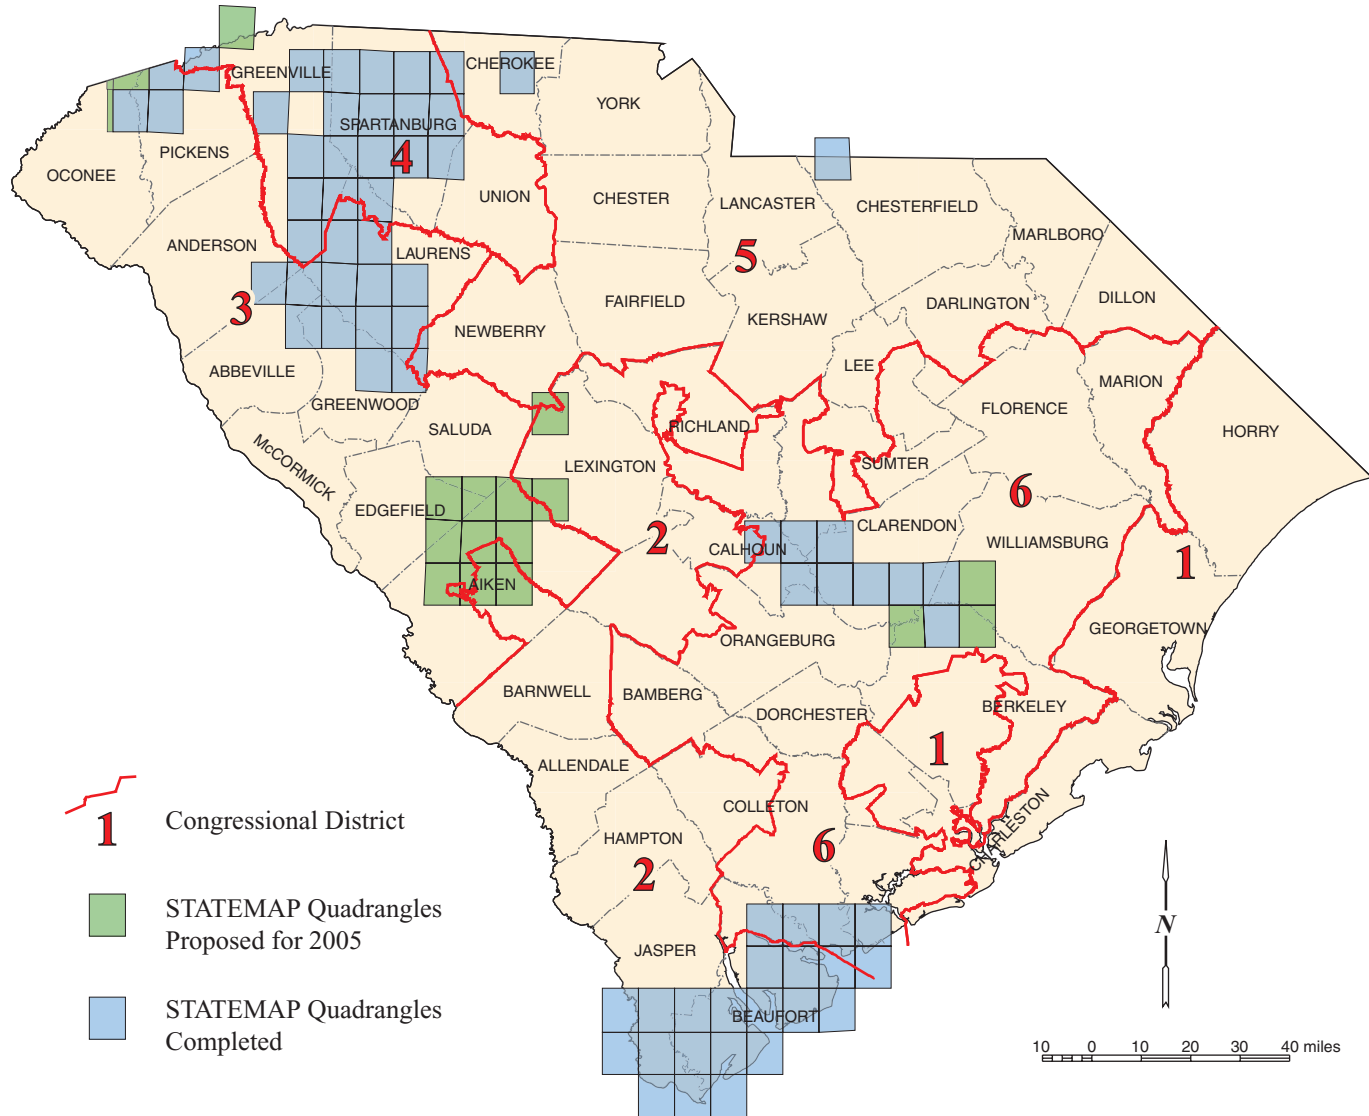 GREENVILLE
CHEROKEE
YORK
SPARTANBURG
4
PICKENS
OCONEE
UNION
CHESTER
LANCASTER
CHESTERFIELD
MARLBORO
ANDERSON
LAURENS
5
3
FAIRFIELD
DARLINGTON
DILLON
NEWBERRY
KERSHAW
ABBEVILLE
LEE
MARION
GREENWOOD
FLORENCE
SALUDA
RICHLAND
HORRY
McCORMICK
LEXINGTON
SUMTER
6
EDGEFIELD
CLARENDON
2
CALHOUN
WILLIAMSBURG
1
AIKEN
ORANGEBURG
GEORGETOWN
BARNWELL
BAMBERG
DORCHESTER
BERKELEY
1
ALLENDALE
COLLETON
CHARLESTON
HAMPTON
6
2
JASPER
BEAUFORT
1
Congressional District
STATEMAP Quadrangles
Proposed for 2005
STATEMAP Quadrangles
Completed
N
10 0 10 20 30 40 miles